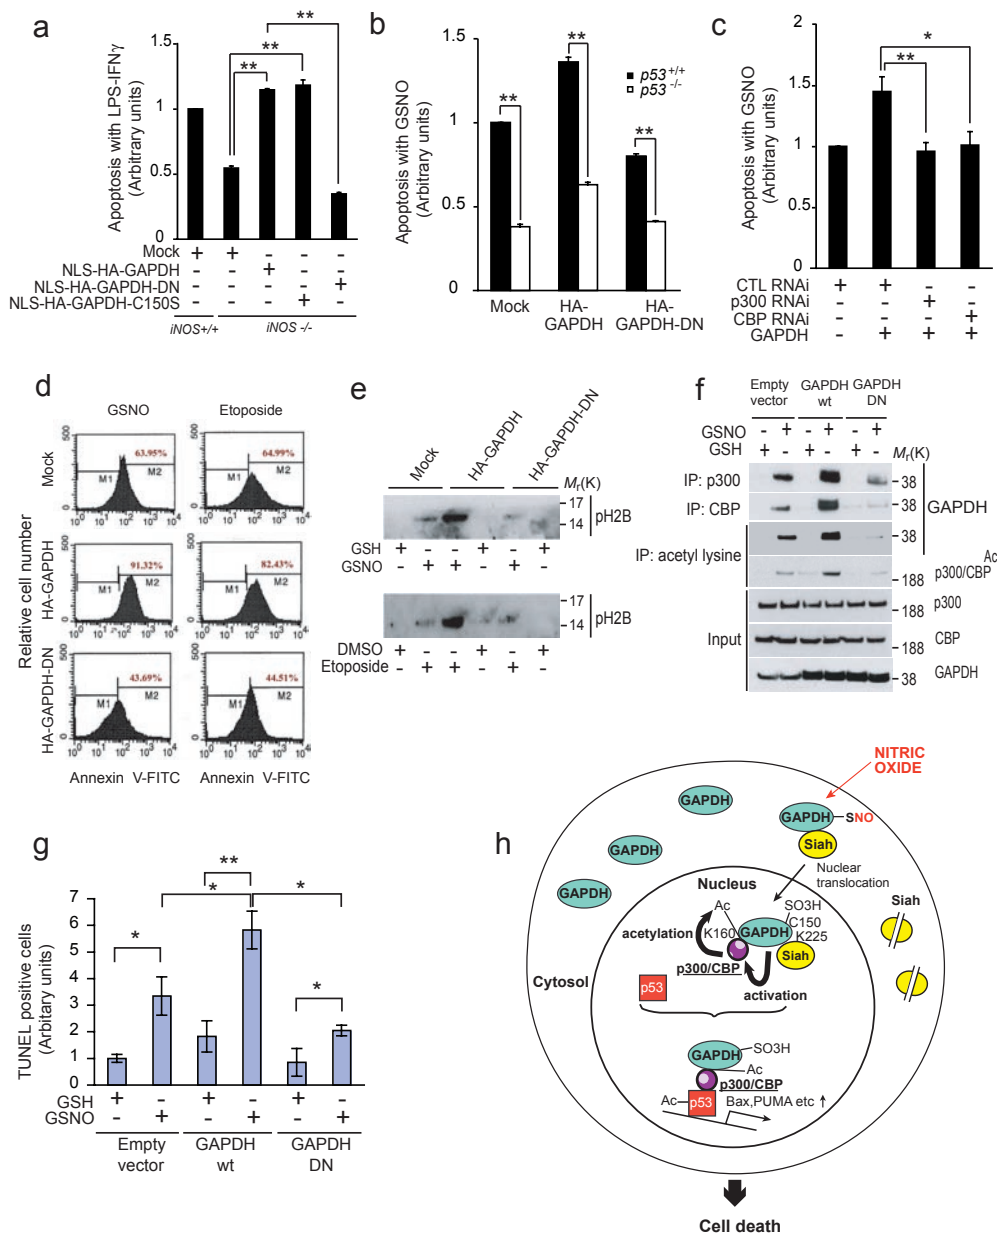 a
Apoptosis with LPS-IFNγ
(Arbitrary units)
1.5
1
0.5
0
**
**
**
Mock + + - - -
NLS-HA-GAPDH - - + - -
NLS-HA-GAPDH-DN - - - - +
NLS-HA-GAPDH-C150S - - - + -
iNOS+/+ iNOS -/-
b
Apoptosis with GSNO
(Arbitrary units)
1.5
1
0.5
0
**
**
**
p53+/+
p53-/-
Mock
HA-
GAPDH
HA-
GAPDH-DN
c
Apoptosis with GSNO
(Arbitrary units)
2
1.5
1
0.5
0
*
**
CTL RNAi + + - -
p300 RNAi - - + -
CBP RNAi - - - +
GAPDH - + + +
d
GSNO Etoposide
Relative cell number
Mock
HA-GAPDH
HA-GAPDH-DN
500
0
M1 M2
63.95%
64.99%
91.32%
82.43%
43.69%
44.51%
10⁰ 10¹ 10² 10³ 10⁴
Annexin V-FITC
e
Mock
HA-GAPDH
HA-GAPDH-DN
Mr(K)
17
14
pH2B
GSH + - - + - +
GSNO - + + - + -
17
14
pH2B
DMSO + - - + - +
Etoposide - + + - + -
f
Empty
vector
GAPDH
wt
GAPDH
DN
GSNO - + - + - +
GSH + - + - + -
Mr(K)
IP: p300
38
IP: CBP
38
GAPDH
IP: acetyl lysine
38
Ac
p300/CBP
188
Input
p300
188
CBP
188
GAPDH
38
g
TUNEL positive cells
(Arbitary units)
7
6
5
4
3
2
1
0
*
*
**
*
*
GSH + - + - + -
GSNO - + - + - +
Empty
vector
GAPDH
wt
GAPDH
DN
h
NITRIC
OXIDE
GAPDH
GAPDH
GAPDH
GAPDH
SNO
Siah
Nuclear
translocation
Siah
Nucleus
Ac
SO3H
C150
K225
K160
GAPDH
Siah
acetylation
p300/CBP
activation
p53
Cytosol
GAPDH
SO3H
Ac
p300/CBP
Ac
p53
Bax,PUMA etc ↑
Cell death